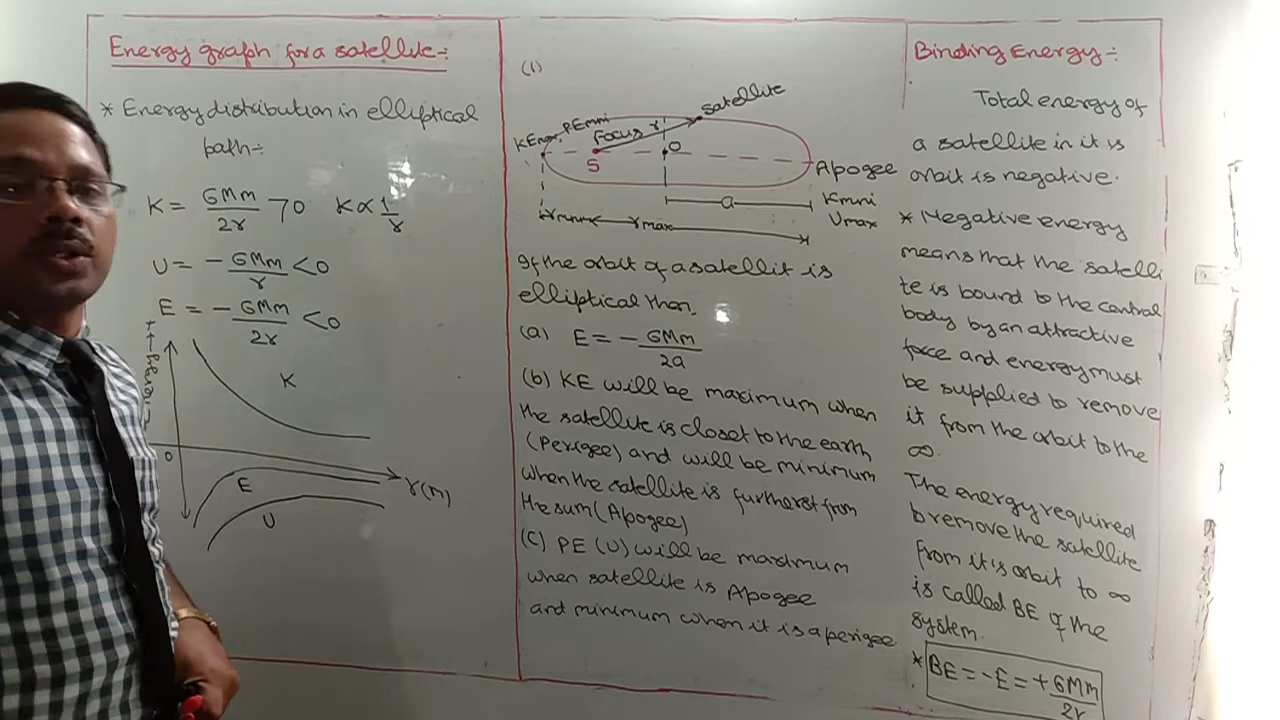 Energy graph for a satellite:-
* Energy distribution in elliptical
path:-
K = GMm/2r >0 K∝1/r
U = -GMm/r <0
E = -GMm/2r <0
K
0
r(m)
E
U
(1)
satellite
KEmax. PEmni
Focus r
S
O
Apogee
a
Kmni
Umax
rmnm
rmax
If the orbit of a satellit is
elliptical than.
(a) E = -GMm/2a
(b) KE will be maximum when
the satellite is closet to the earth
(Perigee) and will be minimum
when the satellite is furtherst from
the sum (Apogee)
(C) PE (U) will be maximum
when satellite is Apogee
and minimum when it is a perigee
Binding Energy:-
Total energy of
a satellite in it is
orbit is negative.
* Negative energy
means that the satelli
te is bound to the central
body by an attractive
force and energy must
be supplied to remove
it from the orbit to the
∞.
The energy required
to remove the satellite
from it's orbit to ∞
is called BE of the
system.
* BE = -E = +GMm/2r